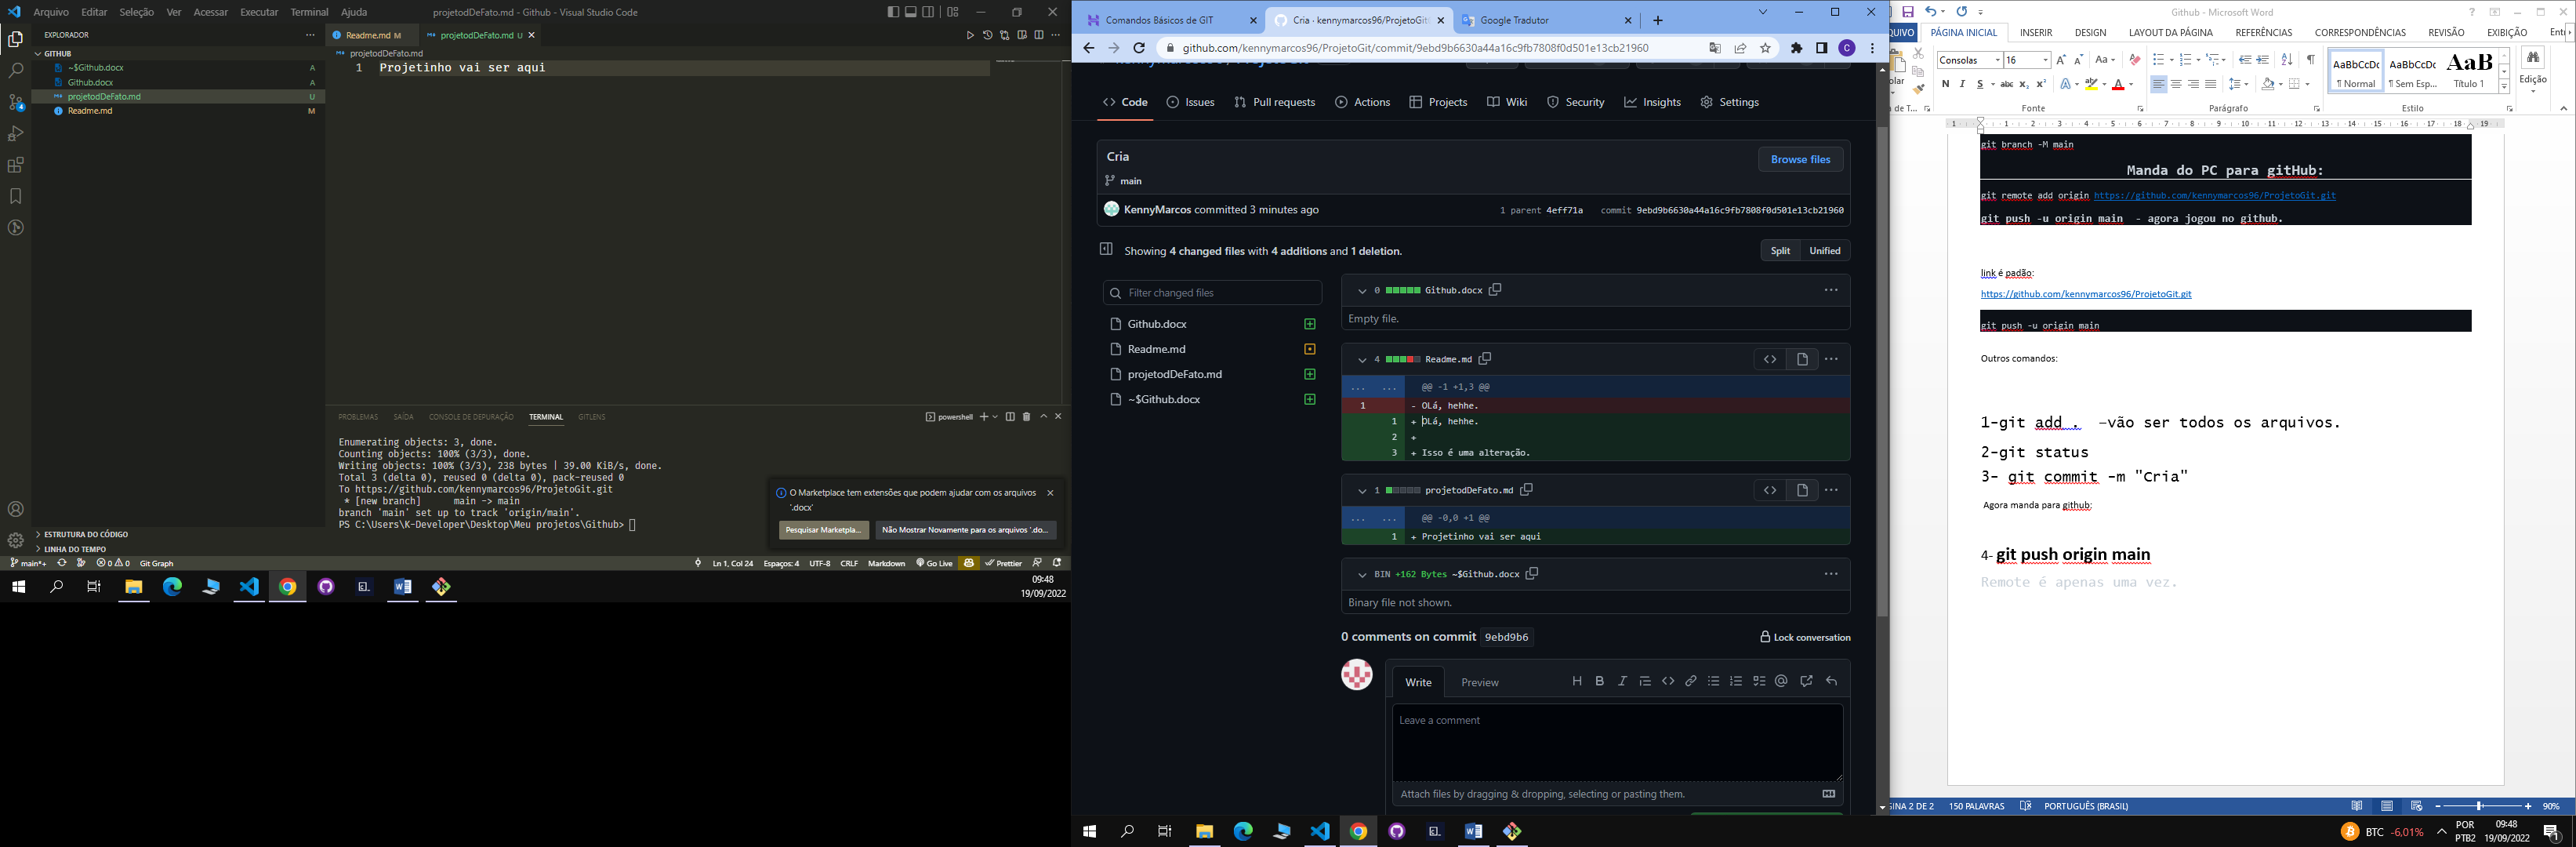 Arquivo Editar Seleção Ver Acessar Executar Terminal Ajuda projetodDeFato.md - Github - Visual Studio Code
EXPLORADOR
GITHUB
~$Github.docx A
Github.docx A
projetodDeFato.md U
Readme.md M
ESTRUTURA DO CÓDIGO
LINHA DO TEMPO
Readme.md M projetodDeFato.md U
projetodDeFato.md
1 Projetinho vai ser aqui
PROBLEMAS SAÍDA CONSOLE DE DEPURAÇÃO TERMINAL GITLENS powershell
Enumerating objects: 3, done.
Counting objects: 100% (3/3), done.
Writing objects: 100% (3/3), 238 bytes | 39.00 KiB/s, done.
Total 3 (delta 0), reused 0 (delta 0), pack-reused 0
To https://github.com/kennymarcos96/ProjetoGit.git
* [new branch] main -> main
branch 'main' set up to track 'origin/main'.
PS C:\Users\K-Developer\Desktop\Meu projetos\Github>
O Marketplace tem extensões que podem ajudar com os arquivos
'.docx'
Pesquisar Marketpla... Não Mostrar Novamente para os arquivos '.do...
main*+ 0 0 Git Graph Ln 1, Col 24 Espaços: 4 UTF-8 CRLF Markdown Go Live Prettier
09:48
19/09/2022
Comandos Básicos de GIT Cria · kennymarcos96/ProjetoGit Google Tradutor
github.com/kennymarcos96/ProjetoGit/commit/9ebd9b6630a44a16c9fb7808f0d501e13cb21960
Code Issues Pull requests Actions Projects Wiki Security Insights Settings
Cria Browse files
main
KennyMarcos committed 3 minutes ago 1 parent 4eff71a commit 9ebd9b6630a44a16c9fb7808f0d501e13cb21960
Showing 4 changed files with 4 additions and 1 deletion. Split Unified
Filter changed files
Github.docx
Readme.md
projetodDeFato.md
~$Github.docx
0 Github.docx
Empty file.
4 Readme.md
@@ -1 +1,3 @@
1 - OLá, hehhe.
1 + OLá, hehhe.
2 +
3 + Isso é uma alteração.
1 projetodDeFato.md
@@ -0,0 +1 @@
1 + Projetinho vai ser aqui
BIN +162 Bytes ~$Github.docx
Binary file not shown.
0 comments on commit 9ebd9b6 Lock conversation
Write Preview
Leave a comment
Attach files by dragging & dropping, selecting or pasting them.
Github - Microsoft Word
PÁGINA INICIAL INSERIR DESIGN LAYOUT DA PÁGINA REFERÊNCIAS CORRESPONDÊNCIAS REVISÃO EXIBIÇÃO
Consolas 16
AaBbCcDc AaBbCcDc AaB
¶ Normal ¶ Sem Esp... Título 1
Edição
Fonte Parágrafo Estilo
git branch -M main
Manda do PC para gitHub:
git remote add origin https://github.com/kennymarcos96/ProjetoGit.git
git push -u origin main - agora jogou no github.
link é padão:
https://github.com/kennymarcos96/ProjetoGit.git
git push -u origin main
Outros comandos:
1-git add . –vão ser todos os arquivos.
2-git status
3- git commit -m "Cria"
Agora manda para github:
4- git push origin main
Remote é apenas uma vez.
GINA 2 DE 2 150 PALAVRAS PORTUGUÊS (BRASIL) 90%
BTC -6,01% POR 09:48
PTB2 19/09/2022